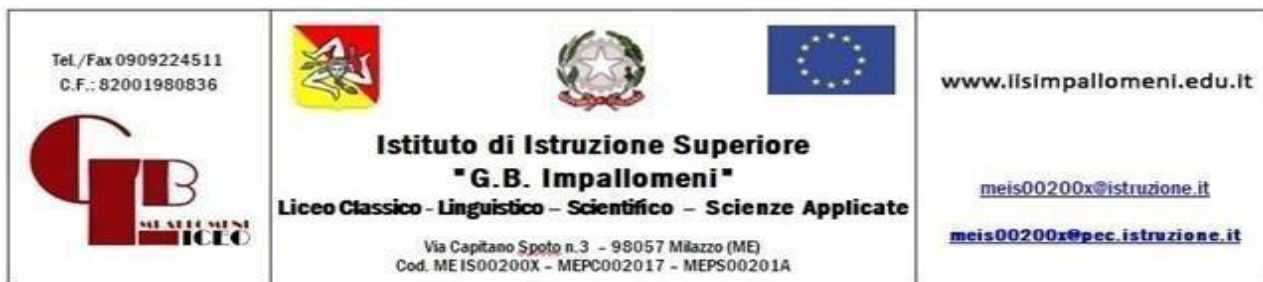 Tel./Fax 0909224511
C.F.: 82001980836
GTB
IMPALLOMENI
LICEO
Istituto di Istruzione Superiore
"G.B. Impallomeni"
Liceo Classico - Linguistico – Scientifico – Scienze Applicate
Via Capitano Spoto n.3 – 98057 Milazzo (ME)
Cod. MEIS00200X – MEPC002017 – MEPS00201A
www.iisimpallomeni.edu.it
meis00200x@istruzione.it
meis00200x@pec.istruzione.it